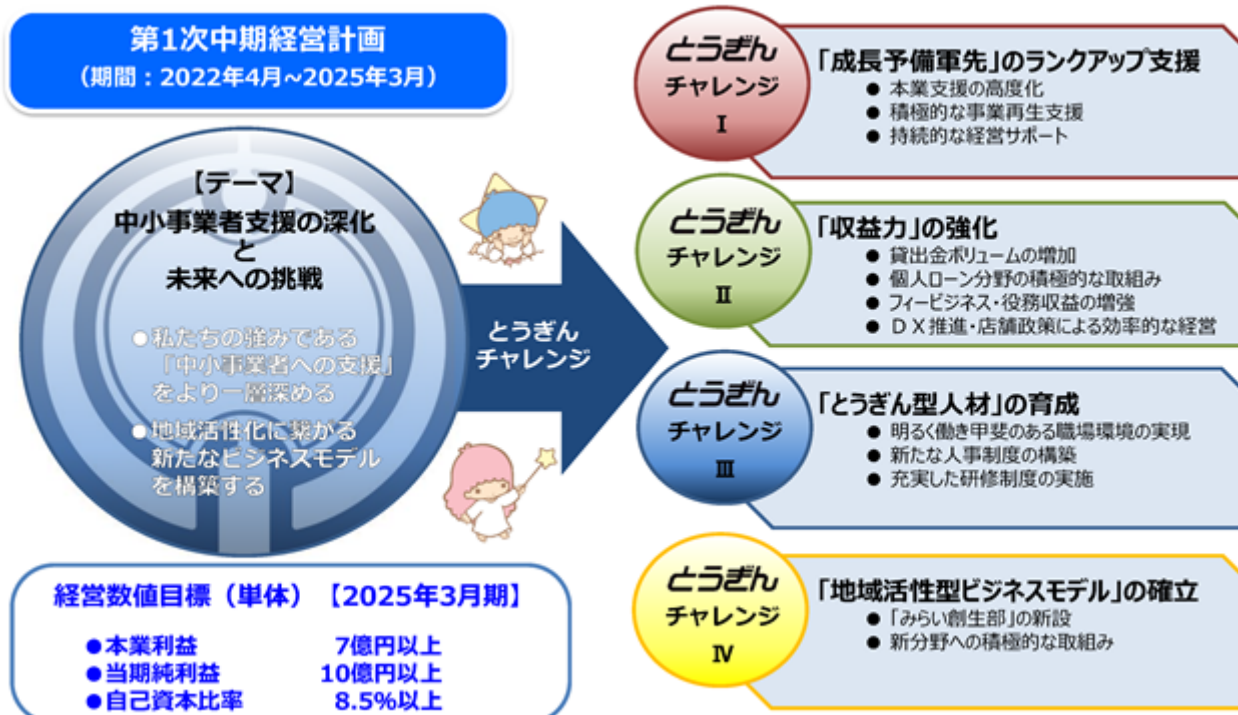 第1次中期経営計画
(期間:2022年4月~2025年3月)
【テーマ】
中小事業者支援の深化
と
未来への挑戦
●私たちの強みである
「中小事業者への支援」
をより一層深める
●地域活性化に繋がる
新たなビジネスモデル
を構築する
経営数値目標(単体)【2025年3月期】
●本業利益 7億円以上
●当期純利益 10億円以上
●自己資本比率 8.5%以上
とうぎん
チャレンジ
とうぎん
チャレンジ
Ⅰ
「成長予備軍先」のランクアップ支援
● 本業支援の高度化
● 積極的な事業再生支援
● 持続的な経営サポート
とうぎん
チャレンジ
Ⅱ
「収益力」の強化
● 貸出金ボリュームの増加
● 個人ローン分野の積極的な取組み
● フィービジネス・役務収益の増強
● DX推進・店舗政策による効率的な経営
とうぎん
チャレンジ
Ⅲ
「とうぎん型人材」の育成
● 明るく働き甲斐のある職場環境の実現
● 新たな人事制度の構築
● 充実した研修制度の実施
とうぎん
チャレンジ
Ⅳ
「地域活性型ビジネスモデル」の確立
● 「みらい創生部」の新設
● 新分野への積極的な取組み